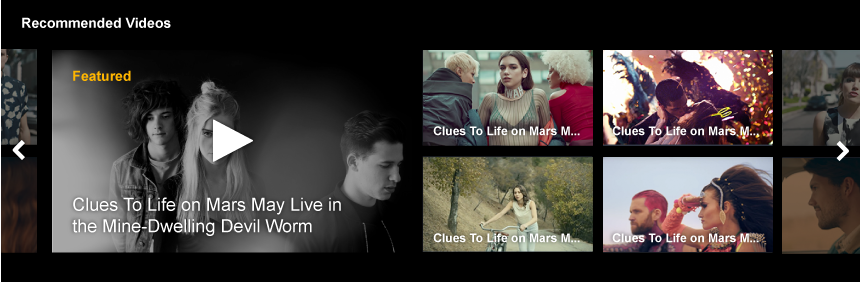 Recommended Videos
Featured
Clues To Life on Mars May Live in
the Mine-Dwelling Devil Worm
Clues To Life on Mars M...
Clues To Life on Mars M...
Clues To Life on Mars M...
Clues To Life on Mars M...